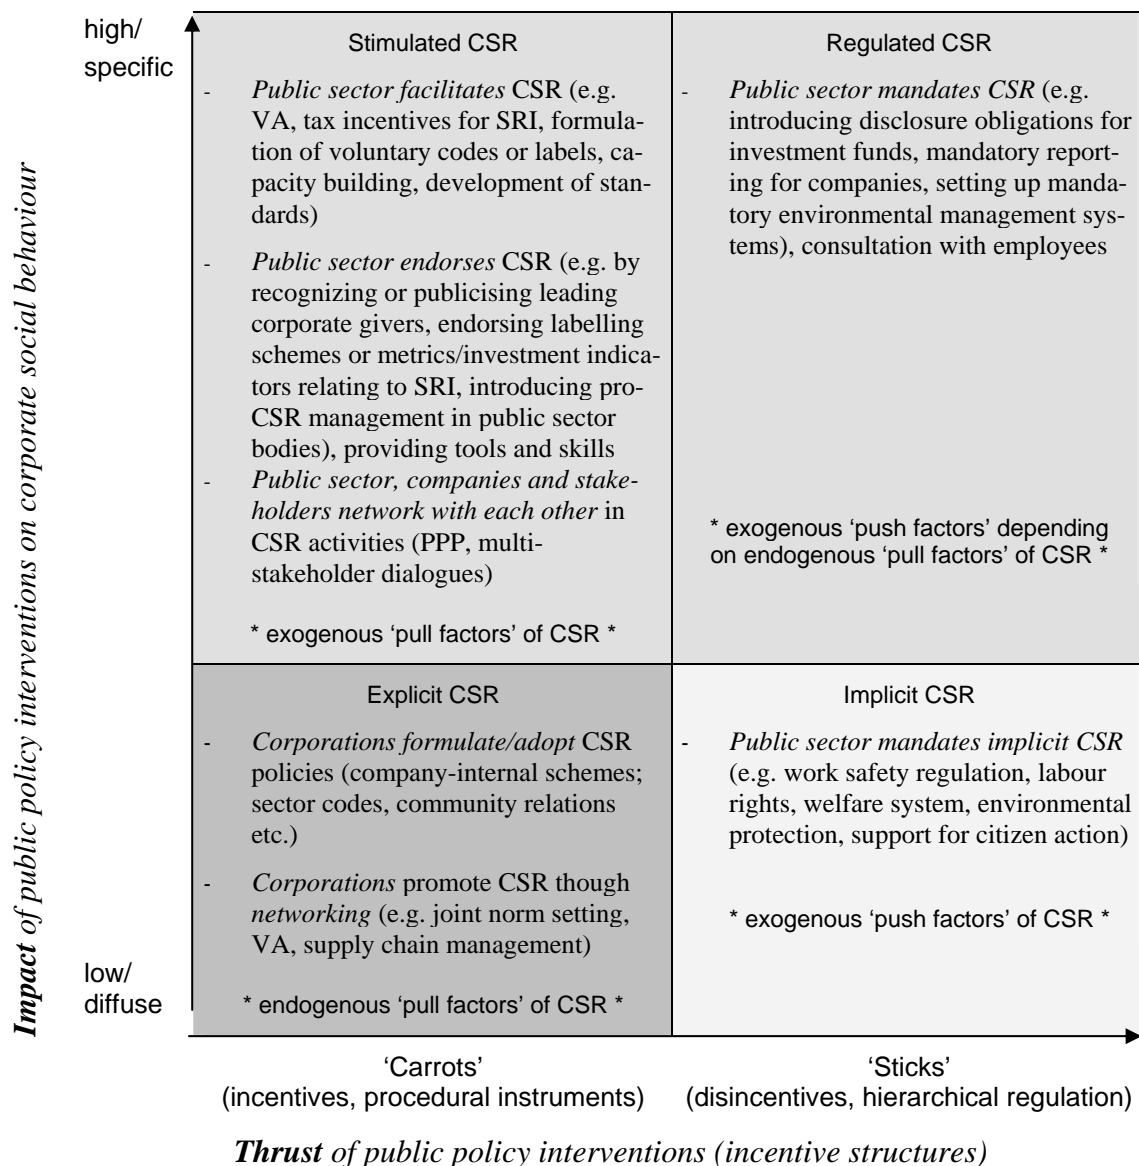 Impact of public policy interventions on corporate social behaviour
high/
specific
Stimulated CSR
- Public sector facilitates CSR (e.g.
VA, tax incentives for SRI, formula-
tion of voluntary codes or labels, ca-
pacity building, development of stan-
dards)
- Public sector endorses CSR (e.g. by
recognizing or publicising leading
corporate givers, endorsing labelling
schemes or metrics/investment indica-
tors relating to SRI, introducing pro-
CSR management in public sector
bodies), providing tools and skills
- Public sector, companies and stake-
holders network with each other in
CSR activities (PPP, multi-
stakeholder dialogues)
* exogenous ‘pull factors’ of CSR *
Regulated CSR
- Public sector mandates CSR (e.g.
introducing disclosure obligations for
investment funds, mandatory report-
ing for companies, setting up manda-
tory environmental management sys-
tems), consultation with employees
* exogenous ‘push factors’ depending
on endogenous ‘pull factors’ of CSR *
Explicit CSR
- Corporations formulate/adopt CSR
policies (company-internal schemes;
sector codes, community relations
etc.)
- Corporations promote CSR though
networking (e.g. joint norm setting,
VA, supply chain management)
* endogenous ‘pull factors’ of CSR *
Implicit CSR
- Public sector mandates implicit CSR
(e.g. work safety regulation, labour
rights, welfare system, environmental
protection, support for citizen action)
* exogenous ‘push factors’ of CSR *
low/
diffuse
‘Carrots’
(incentives, procedural instruments)
‘Sticks’
(disincentives, hierarchical regulation)
Thrust of public policy interventions (incentive structures)